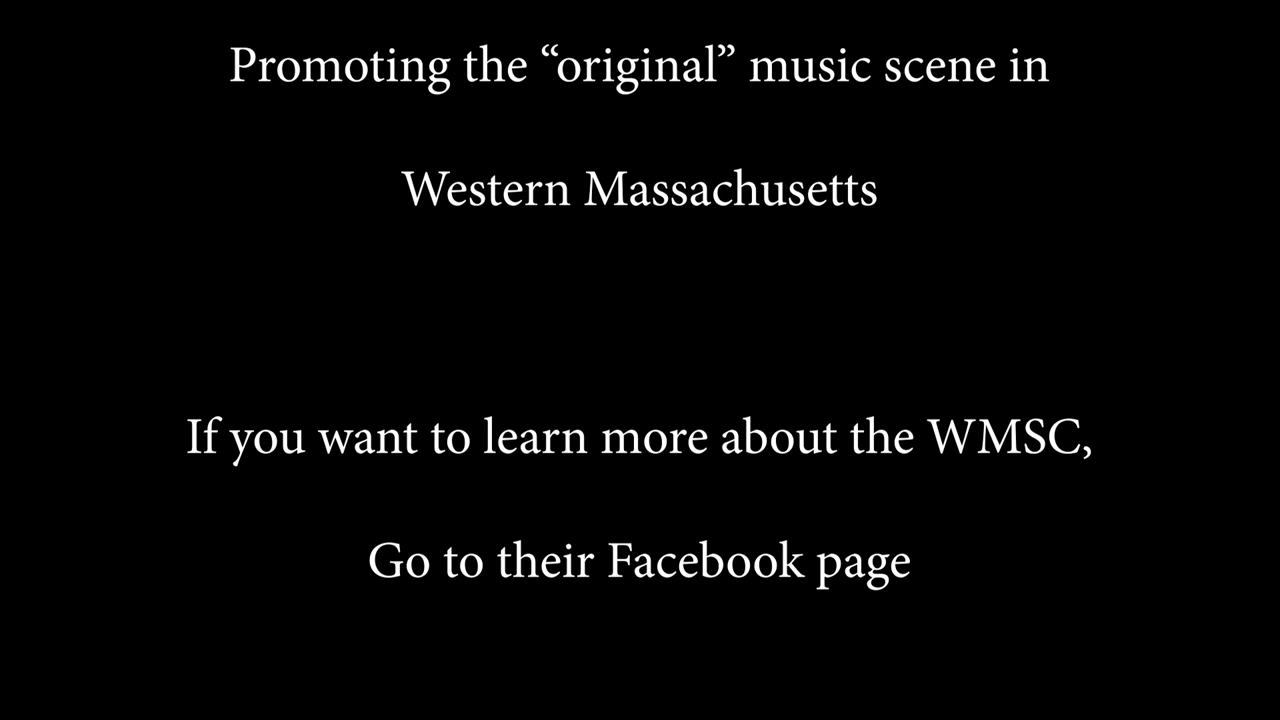 Promoting the “original” music scene in
Western Massachusetts
If you want to learn more about the WMSC,
Go to their Facebook page